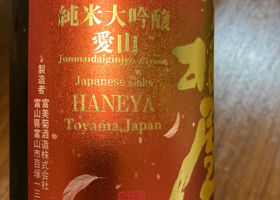 純米大吟醸
愛山
junmaidaiginjyo Aiyama
Japanese Sake
HANEYA
Toyama,Japan
製造者 富美菊酒造株式会社
富山県富山市百塚一三